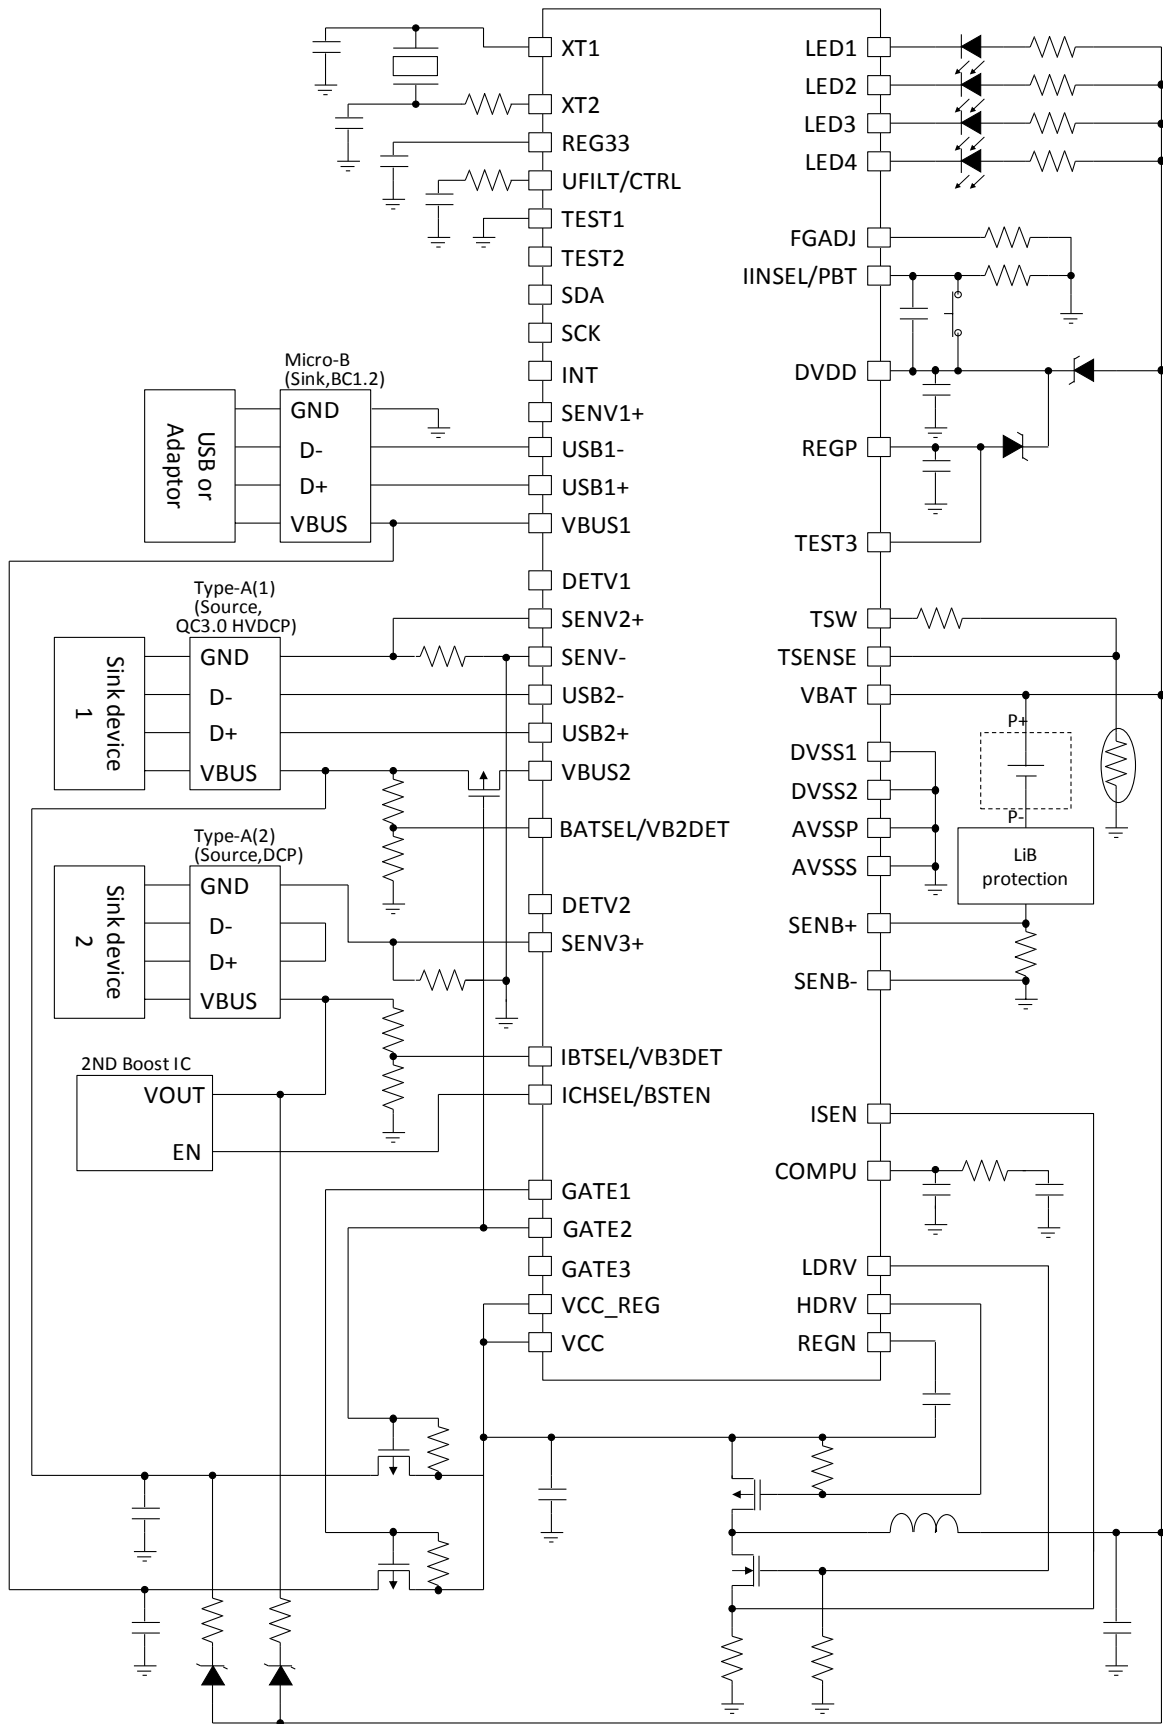 XT1
XT2
REG33
UFILT/CTRL
TEST1
TEST2
SDA
SCK
INT
SENV1+
USB1-
USB1+
VBUS1
DETV1
SENV2+
SENV-
USB2-
USB2+
VBUS2
BATSEL/VB2DET
DETV2
SENV3+
IBTSEL/VB3DET
ICHSEL/BSTEN
GATE1
GATE2
GATE3
VCC_REG
VCC
LED1
LED2
LED3
LED4
FGADJ
IINSEL/PBT
DVDD
REGP
TEST3
TSW
TSENSE
VBAT
DVSS1
DVSS2
AVSSP
AVSSS
SENB+
SENB-
ISEN
COMPU
LDRV
HDRV
REGN
Micro-B
(Sink,BC1.2)
USB or
Adaptor
GND
D-
D+
VBUS
Type-A(1)
(Source,
QC3.0 HVDCP)
Sink device
1
GND
D-
D+
VBUS
Type-A(2)
(Source,DCP)
Sink device
2
GND
D-
D+
VBUS
2ND Boost IC
VOUT
EN
P+
P-
LiB
protection